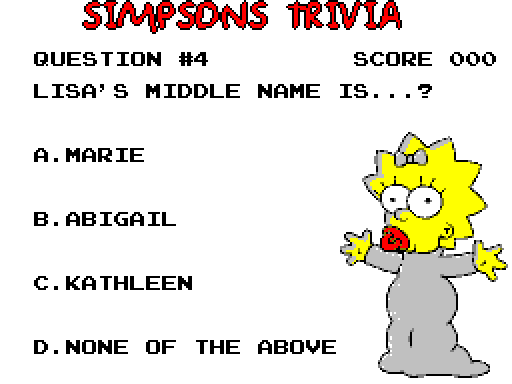 SIMPSONS TRIVIA
QUESTION #4 SCORE 000
LISA'S MIDDLE NAME IS...?
A.MARIE
B.ABIGAIL
C.KATHLEEN
D.NONE OF THE ABOVE